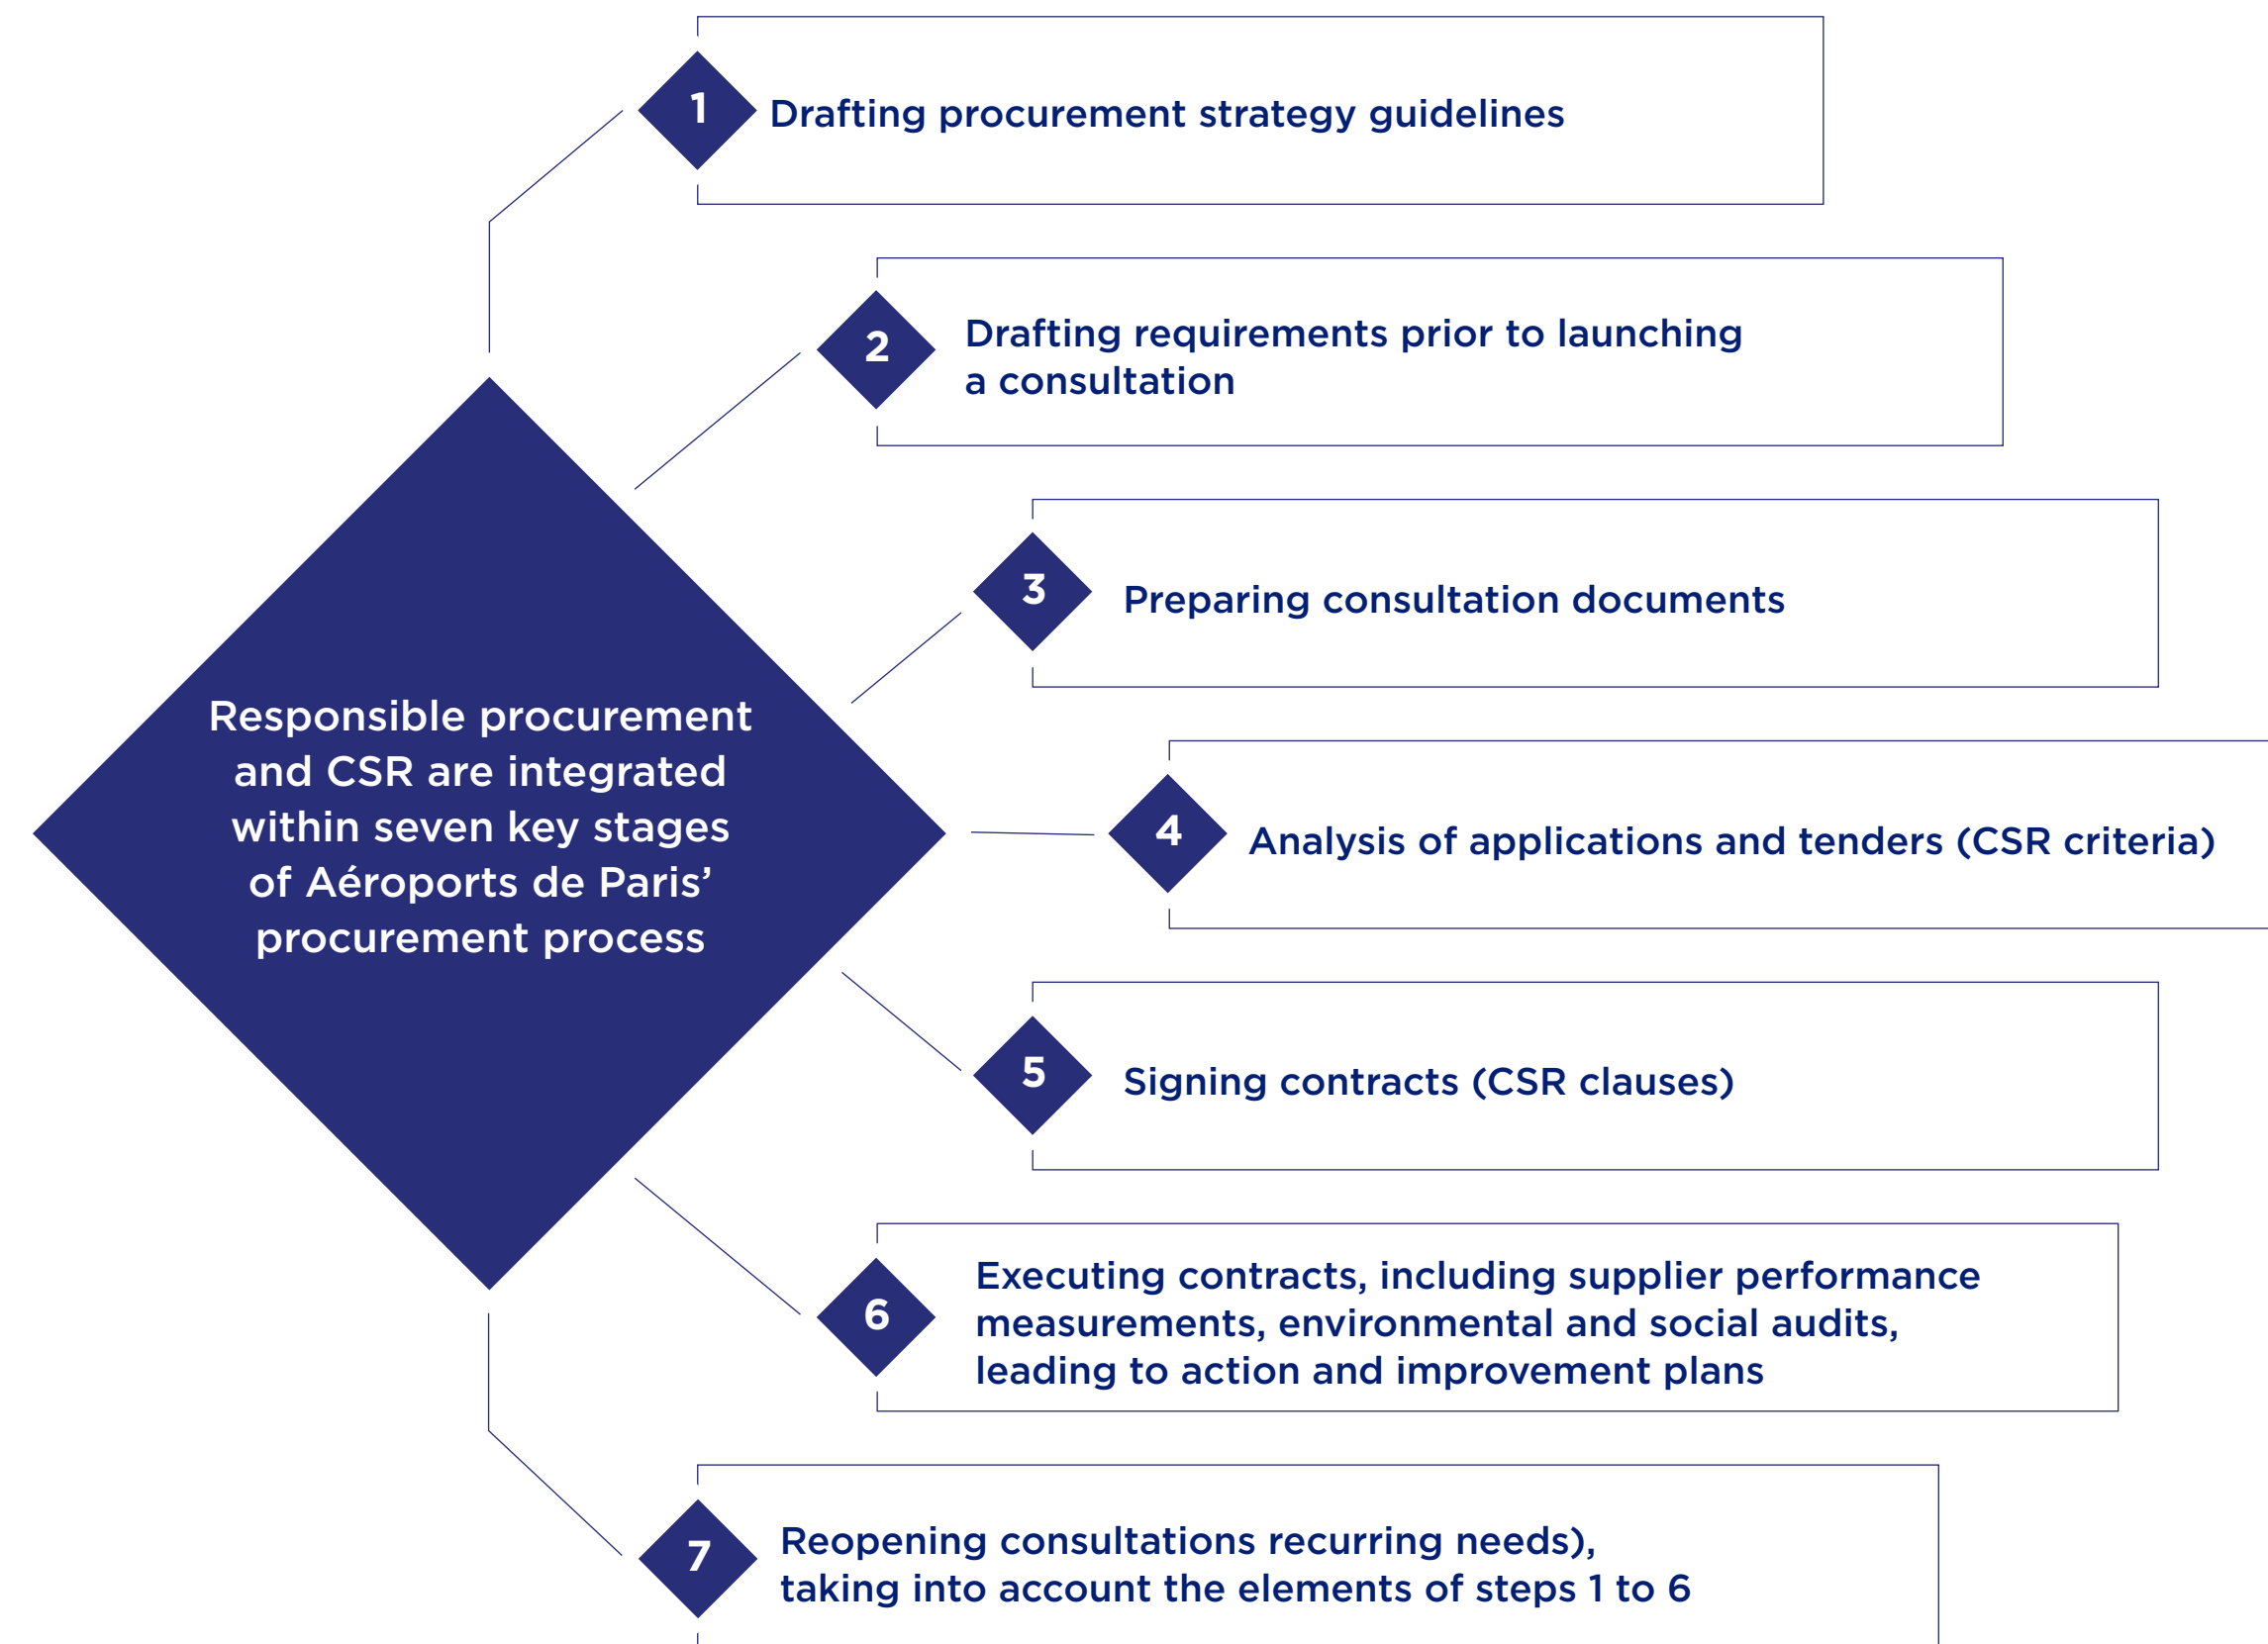 1
Drafting procurement strategy guidelines
2
Drafting requirements prior to launching
a consultation
3
Preparing consultation documents
Responsible procurement
and CSR are integrated
within seven key stages
of Aéroports de Paris’
procurement process
4
Analysis of applications and tenders (CSR criteria)
5
Signing contracts (CSR clauses)
6
Executing contracts, including supplier performance
measurements, environmental and social audits,
leading to action and improvement plans
7
Reopening consultations recurring needs),
taking into account the elements of steps 1 to 6